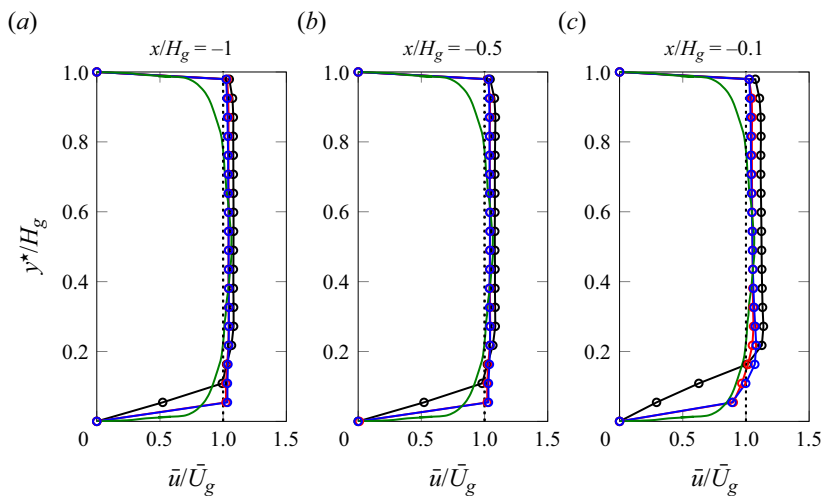 (a) (b) (c)
x/H_g = –1 x/H_g = –0.5 x/H_g = –0.1
1.0 1.0 1.0
0.8 0.8 0.8
0.6 0.6 0.6
y*/H_g
0.4 0.4 0.4
0.2 0.2 0.2
0 0.5 1.0 1.5 0 0.5 1.0 1.5 0 0.5 1.0 1.5
ū/Ū_g ū/Ū_g ū/Ū_g